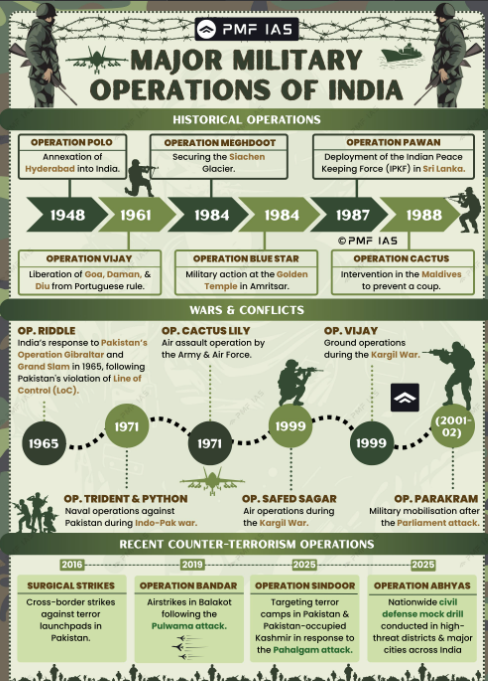 PMF IAS
MAJOR MILITARY
OPERATIONS OF INDIA
HISTORICAL OPERATIONS
OPERATION POLO
Annexation of
Hyderabad into India.
OPERATION MEGHDOOT
Securing the Siachen
Glacier.
OPERATION PAWAN
Deployment of the Indian Peace
Keeping Force (IPKF) in Sri Lanka.
1948
1961
1984
1984
1987
1988
©PMF IAS
OPERATION VIJAY
Liberation of Goa, Daman, &
Diu from Portuguese rule.
OPERATION BLUE STAR
Military action at the Golden
Temple in Amritsar.
OPERATION CACTUS
Intervention in the Maldives
to prevent a coup.
WARS & CONFLICTS
OP. RIDDLE
India's response to Pakistan's
Operation Gibraltar and
Grand Slam in 1965, following
Pakistan's violation of Line of
Control (LoC).
OP. CACTUS LILY
Air assault operation by
the Army & Air Force.
OP. VIJAY
Ground operations
during the Kargil War.
1965
1971
1971
1999
1999
(2001-
02)
OP. TRIDENT & PYTHON
Naval operations against
Pakistan during Indo-Pak war.
OP. SAFED SAGAR
Air operations during
the Kargil War.
OP. PARAKRAM
Military mobilisation after
the Parliament attack.
RECENT COUNTER-TERRORISM OPERATIONS
2016
2019
2025
2025
SURGICAL STRIKES
Cross-border strikes
against terror
launchpads in
Pakistan.
OPERATION BANDAR
Airstrikes in Balakot
following the
Pulwama attack.
OPERATION SINDOOR
Targeting terror
camps in Pakistan &
Pakistan-occupied
Kashmir in response to
the Pahalgam attack.
OPERATION ABHYAS
Nationwide civil
defense mock drill
conducted in high-
threat districts & major
cities across India